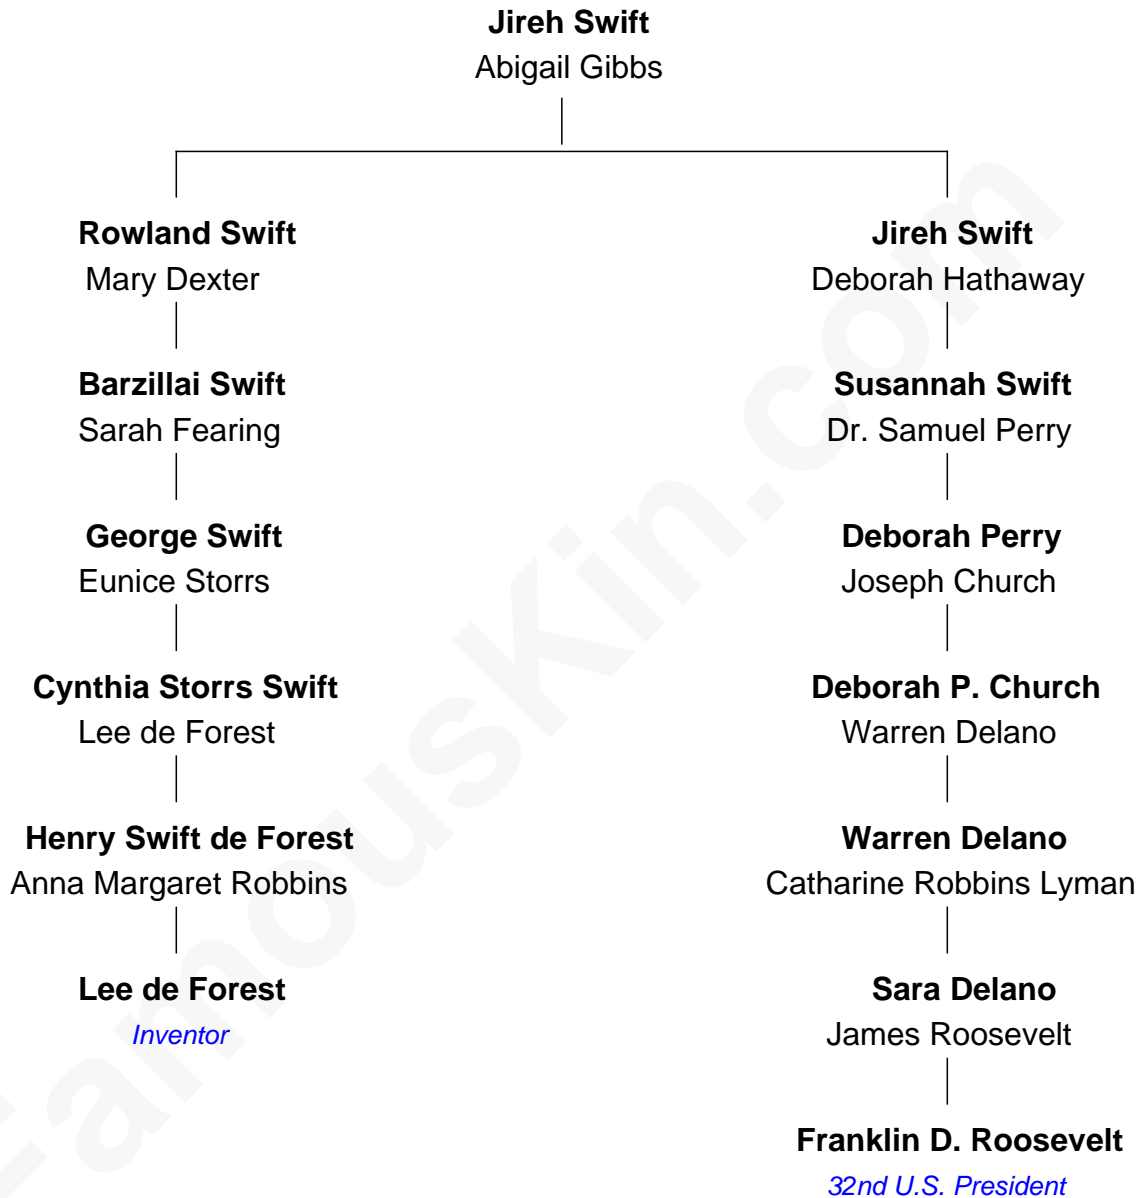 Jireh Swift
Abigail Gibbs
Rowland Swift
Mary Dexter
Jireh Swift
Deborah Hathaway
Barzillai Swift
Sarah Fearing
Susannah Swift
Dr. Samuel Perry
George Swift
Eunice Storrs
Deborah Perry
Joseph Church
Cynthia Storrs Swift
Lee de Forest
Deborah P. Church
Warren Delano
Henry Swift de Forest
Anna Margaret Robbins
Warren Delano
Catharine Robbins Lyman
Lee de Forest
Inventor
Sara Delano
James Roosevelt
Franklin D. Roosevelt
32nd U.S. President
FamousKin.com